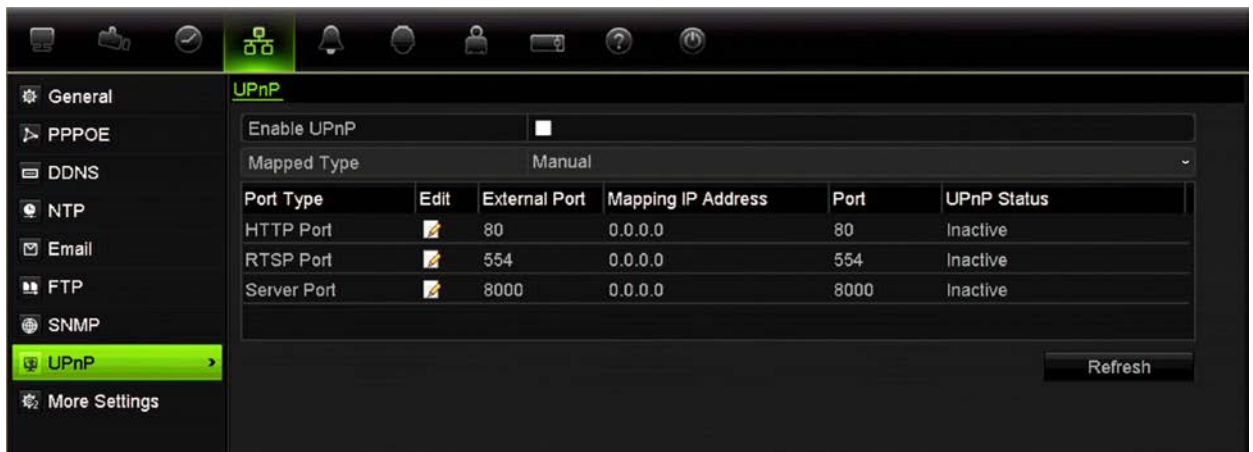 General
PPPOE
DDNS
NTP
Email
FTP
SNMP
UPnP
More Settings
UPnP
Enable UPnP
Mapped Type Manual
Port Type Edit External Port Mapping IP Address Port UPnP Status
HTTP Port 80 0.0.0.0 80 Inactive
RTSP Port 554 0.0.0.0 554 Inactive
Server Port 8000 0.0.0.0 8000 Inactive
Refresh